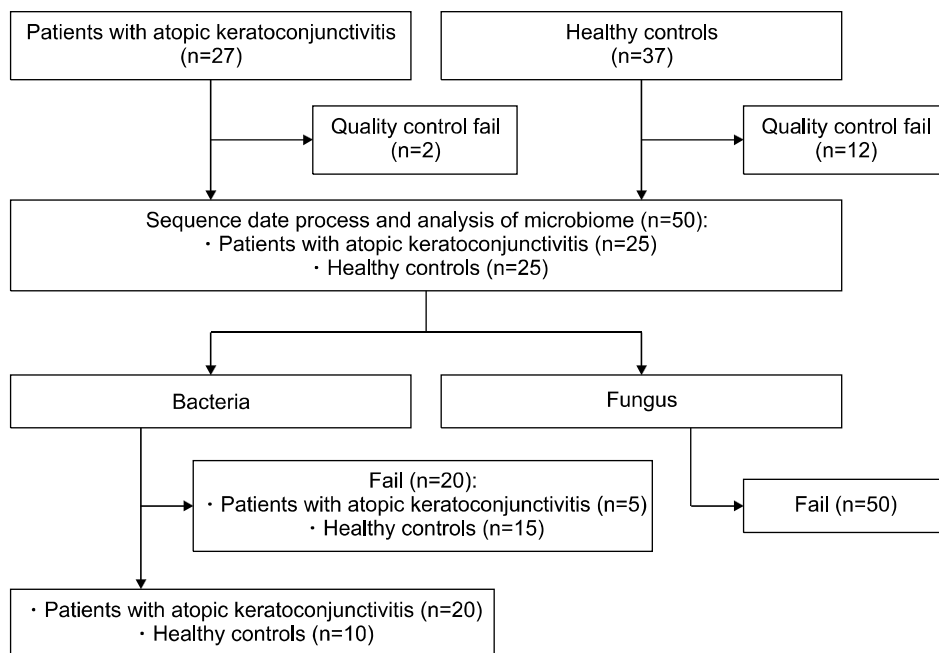 Patients with atopic keratoconjunctivitis
(n=27)
Healthy controls
(n=37)
Quality control fail
(n=2)
Quality control fail
(n=12)
Sequence date process and analysis of microbiome (n=50):
· Patients with atopic keratoconjunctivitis (n=25)
· Healthy controls (n=25)
Bacteria
Fungus
Fail (n=20):
· Patients with atopic keratoconjunctivitis (n=5)
· Healthy controls (n=15)
Fail (n=50)
· Patients with atopic keratoconjunctivitis (n=20)
· Healthy controls (n=10)